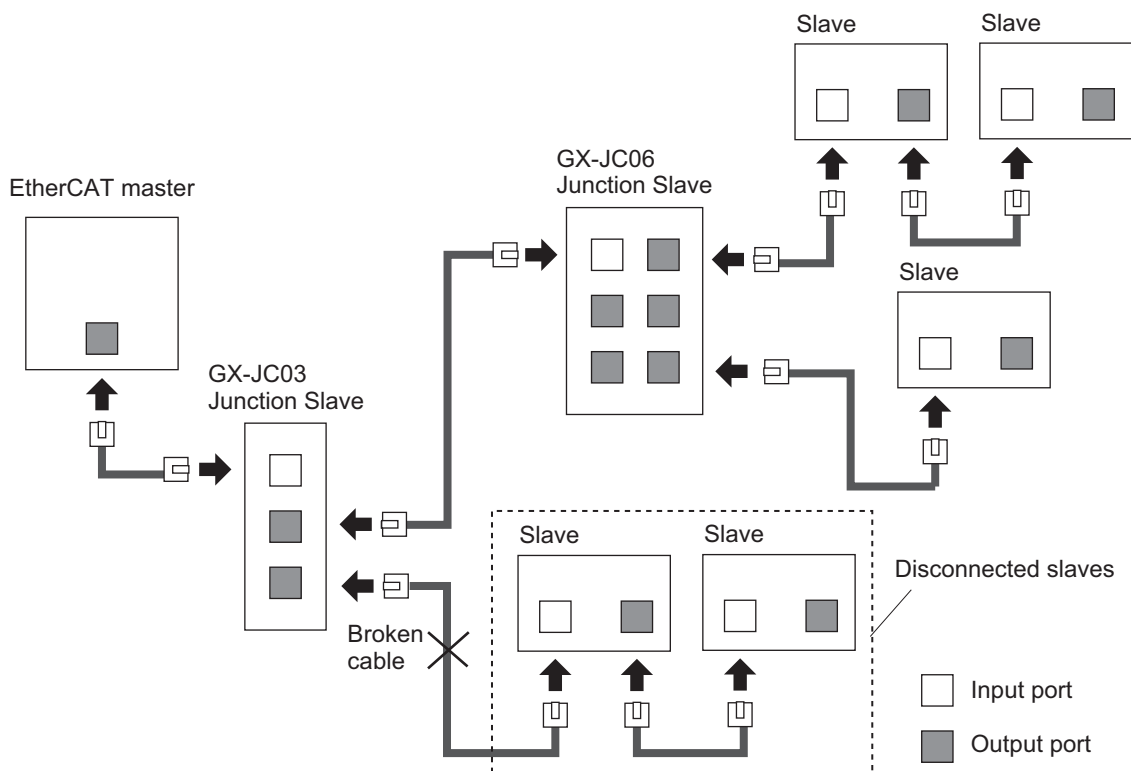 Slave
Slave
GX-JC06
Junction Slave
EtherCAT master
Slave
GX-JC03
Junction Slave
Slave
Slave
Disconnected slaves
Broken
cable
Input port
Output port